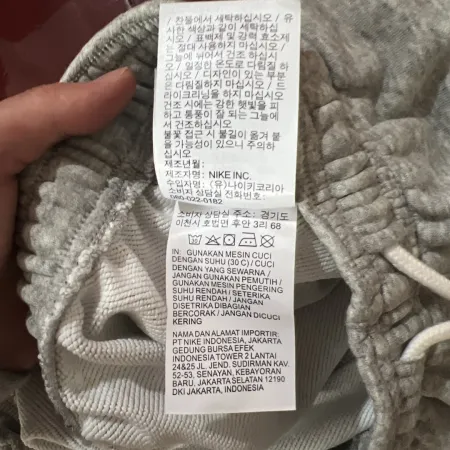 / 찬물에서 세탁하십시오 / 유
사한 색상과 같이 세탁하십시
오 / 표백제 및 강력 효소제
는 절대 사용하지 마십시오 /
그늘에 뉘어서 건조하십시
오 / 일정한 온도로 다림질 하
십시오 / 디자인이 있는 부분
은 다림질하지 마십시오 / 드
라이크리닝을 하지 마십시오 /
건조 시에는 강한 햇빛을 피
하고 통풍이 잘 되는 그늘에
서 건조 하십시오
불꽃 접근 시 불길이 옮겨 붙
을 가능성이 있으니 주의하
십시오
제조년월:
제조자명: NIKE INC.
수입자명: (유)나이키코리아
소비자 상담실 전화번호:
080-022-0182
소비자 상담실 주소: 경기도
이천시 호법면 후안 3리 68
IN: GUNAKAN MESIN CUCI
DENGAN SUHU (30 C) / CUCI
DENGAN YANG SEWARNA /
JANGAN GUNAKAN PEMUTIH /
GUNAKAN MESIN PENGERING
SUHU RENDAH / SETERIKA
SUHU RENDAH / JANGAN
DISETRIKA DIBAGIAN
BERCORAK / JANGAN DICUCI
KERING
NAMA DAN ALAMAT IMPORTIR:
PT NIKE INDONESIA, JAKARTA
GEDUNG BURSA EFEK
INDONESIA TOWER 2 LANTAI
24&25 JL. JEND. SUDIRMAN KAV.
52-53, SENAYAN, KEBAYORAN
BARU, JAKARTA SELATAN 12190
DKI JAKARTA, INDONESIA